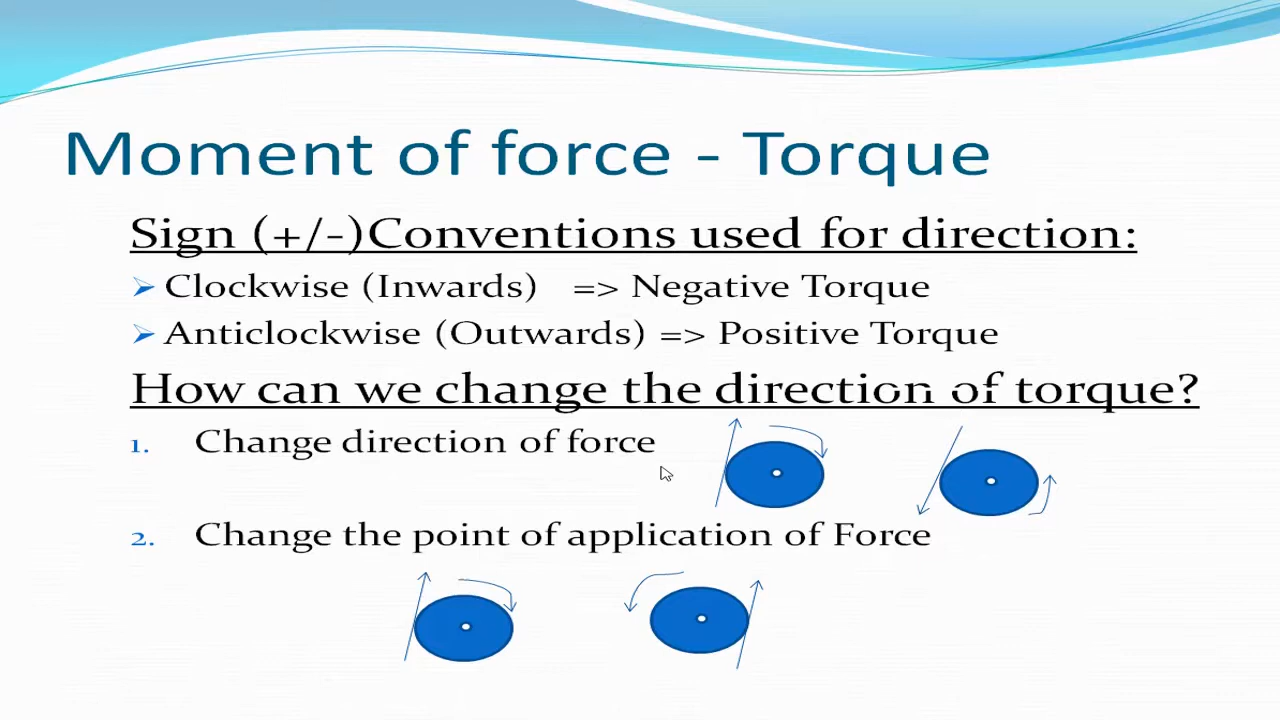 Moment of force - Torque
Sign (+/-)Conventions used for direction:
Clockwise (Inwards) => Negative Torque
Anticlockwise (Outwards) => Positive Torque
How can we change the direction of torque?
1. Change direction of force
2. Change the point of application of Force